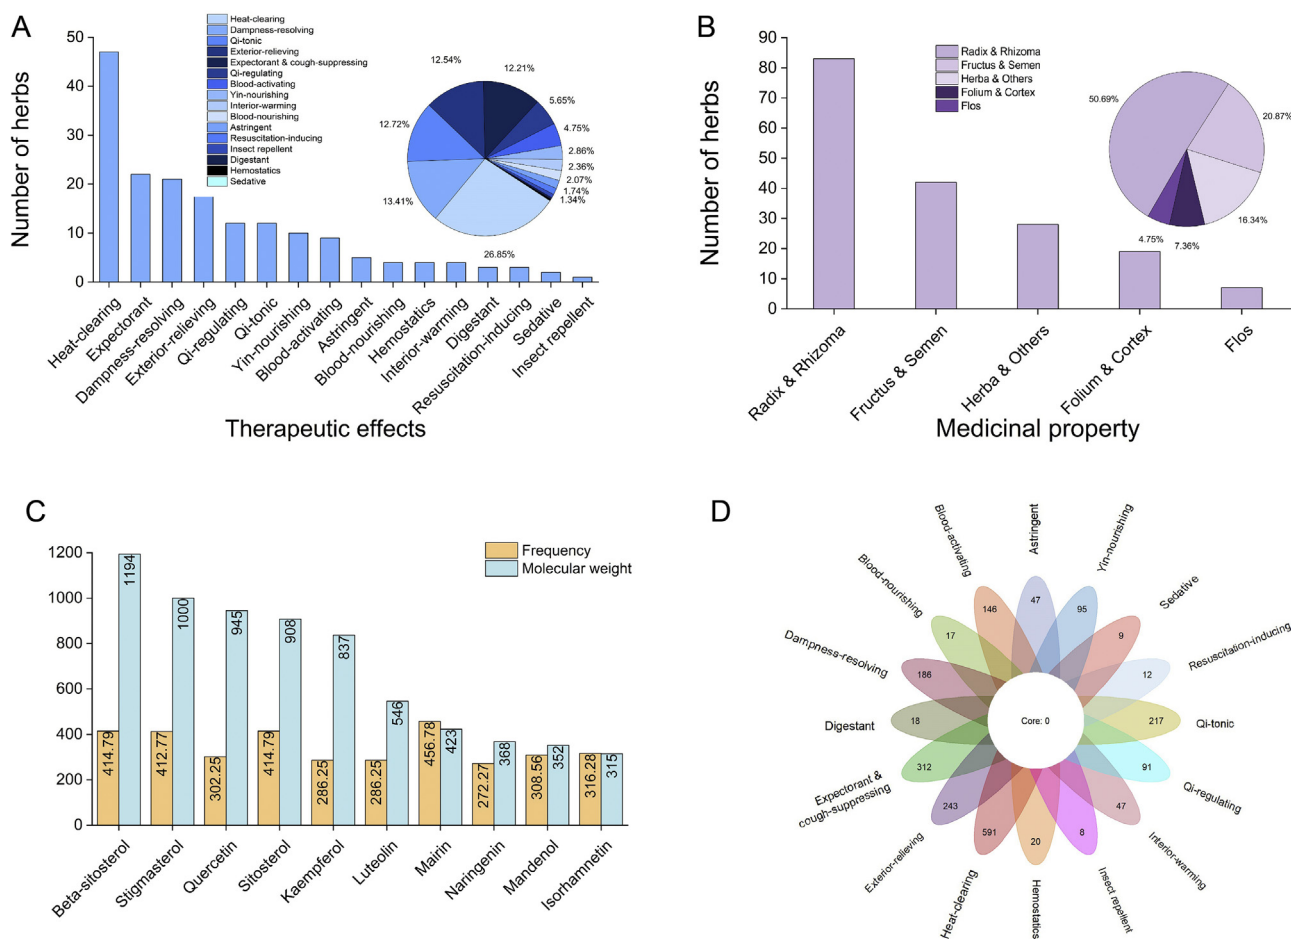 A
Number of herbs
50
40
30
20
10
0
Heat-clearing
Expectorant
Dampness-resolving
Exterior-relieving
Qi-regulating
Qi-tonic
Yin-nourishing
Blood-activating
Astringent
Blood-nourishing
Hemostatics
Interior-warming
Digestant
Resuscitation-inducing
Sedative
Insect repellent
Therapeutic effects
Heat-clearing
Dampness-resolving
Qi-tonic
Exterior-relieving
Expectorant & cough-suppressing
Qi-regulating
Blood-activating
Yin-nourishing
Interior-warming
Blood-nourishing
Astringent
Resuscitation-inducing
Insect repellent
Digestant
Hemostatics
Sedative
12.54%
12.21%
5.65%
4.75%
2.86%
2.36%
2.07%
1.74%
1.34%
26.85%
13.41%
12.72%
B
Number of herbs
90
80
70
60
50
40
30
20
10
0
Radix & Rhizoma
Fructus & Semen
Herba & Others
Folium & Cortex
Flos
Medicinal property
Radix & Rhizoma
Fructus & Semen
Herba & Others
Folium & Cortex
Flos
50.69%
20.87%
16.34%
7.36%
4.75%
C
1200
1000
800
600
400
200
0
Frequency
Molecular weight
414.79
1194
412.77
1000
302.25
945
414.79
908
286.25
837
286.25
546
456.78
423
272.27
368
308.56
352
316.28
315
Beta-sitosterol
Stigmasterol
Quercetin
Sitosterol
Kaempferol
Luteolin
Mairin
Naringenin
Mandenol
Isorhamnetin
D
Astringent
47
Yin-nourishing
95
Sedative
9
Resuscitation-inducing
12
Qi-tonic
217
Qi-regulating
91
Interior-warming
47
Insect repellent
8
Hemostatics
20
Heat-clearing
591
Exterior-relieving
243
Expectorant &
cough-suppressing
312
Digestant
18
Dampness-resolving
186
Blood-nourishing
17
Blood-activating
146
Core: 0